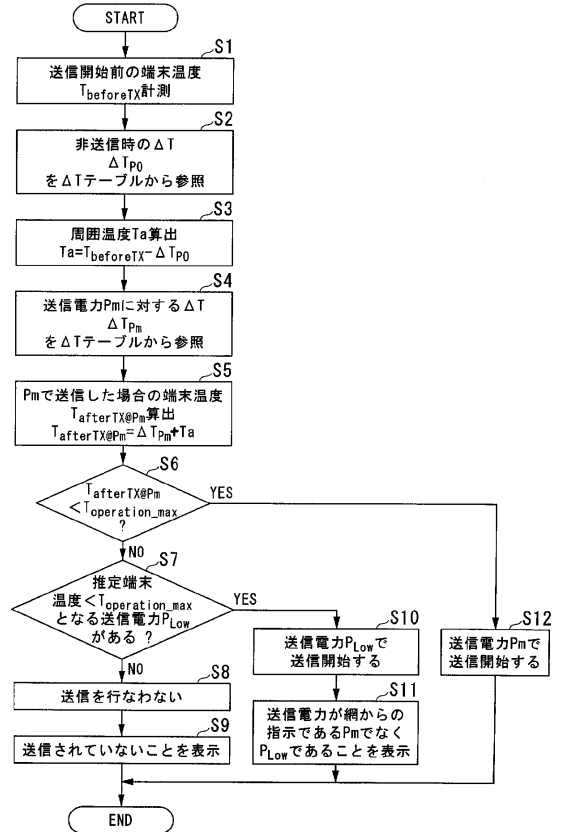 START
S1
送信開始前の端末温度
TbeforeTX計測
S2
非送信時のΔT
ΔTP0
をΔTテーブルから参照
S3
周囲温度Ta算出
Ta=TbeforeTX-ΔTP0
S4
送信電力Pmに対するΔT
ΔTPm
をΔTテーブルから参照
S5
Pmで送信した場合の端末温度
TafterTX@Pm算出
TafterTX@Pm=ΔTPm+Ta
S6
TafterTX@Pm
<Toperation_max
?
YES
NO
S7
推定端末
温度<Toperation_max
となる送信電力PLow
がある ?
YES
NO
S8
送信を行なわない
S9
送信されていないことを表示
S10
送信電力PLowで
送信開始する
S11
送信電力が網からの
指示であるPmでなく
PLowであることを表示
S12
送信電力Pmで
送信開始する
END